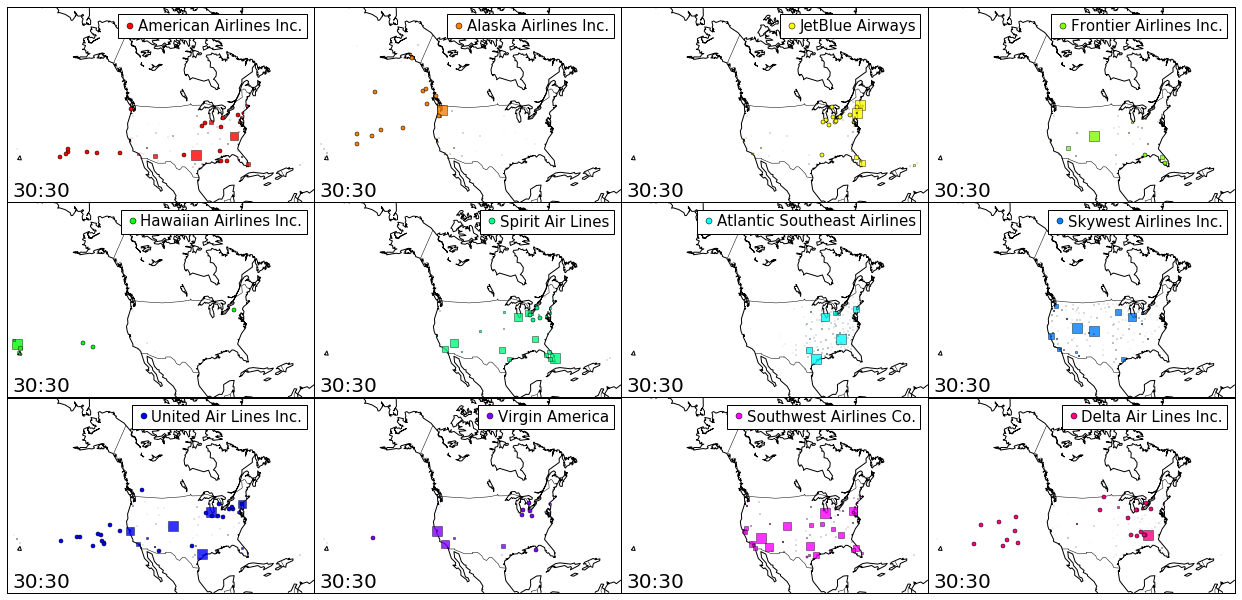 American Airlines Inc.
Alaska Airlines Inc.
JetBlue Airways
Frontier Airlines Inc.
30:30
30:30
30:30
30:30
Hawaiian Airlines Inc.
Spirit Air Lines
Atlantic Southeast Airlines
Skywest Airlines Inc.
30:30
30:30
30:30
30:30
United Air Lines Inc.
Virgin America
Southwest Airlines Co.
Delta Air Lines Inc.
30:30
30:30
30:30
30:30